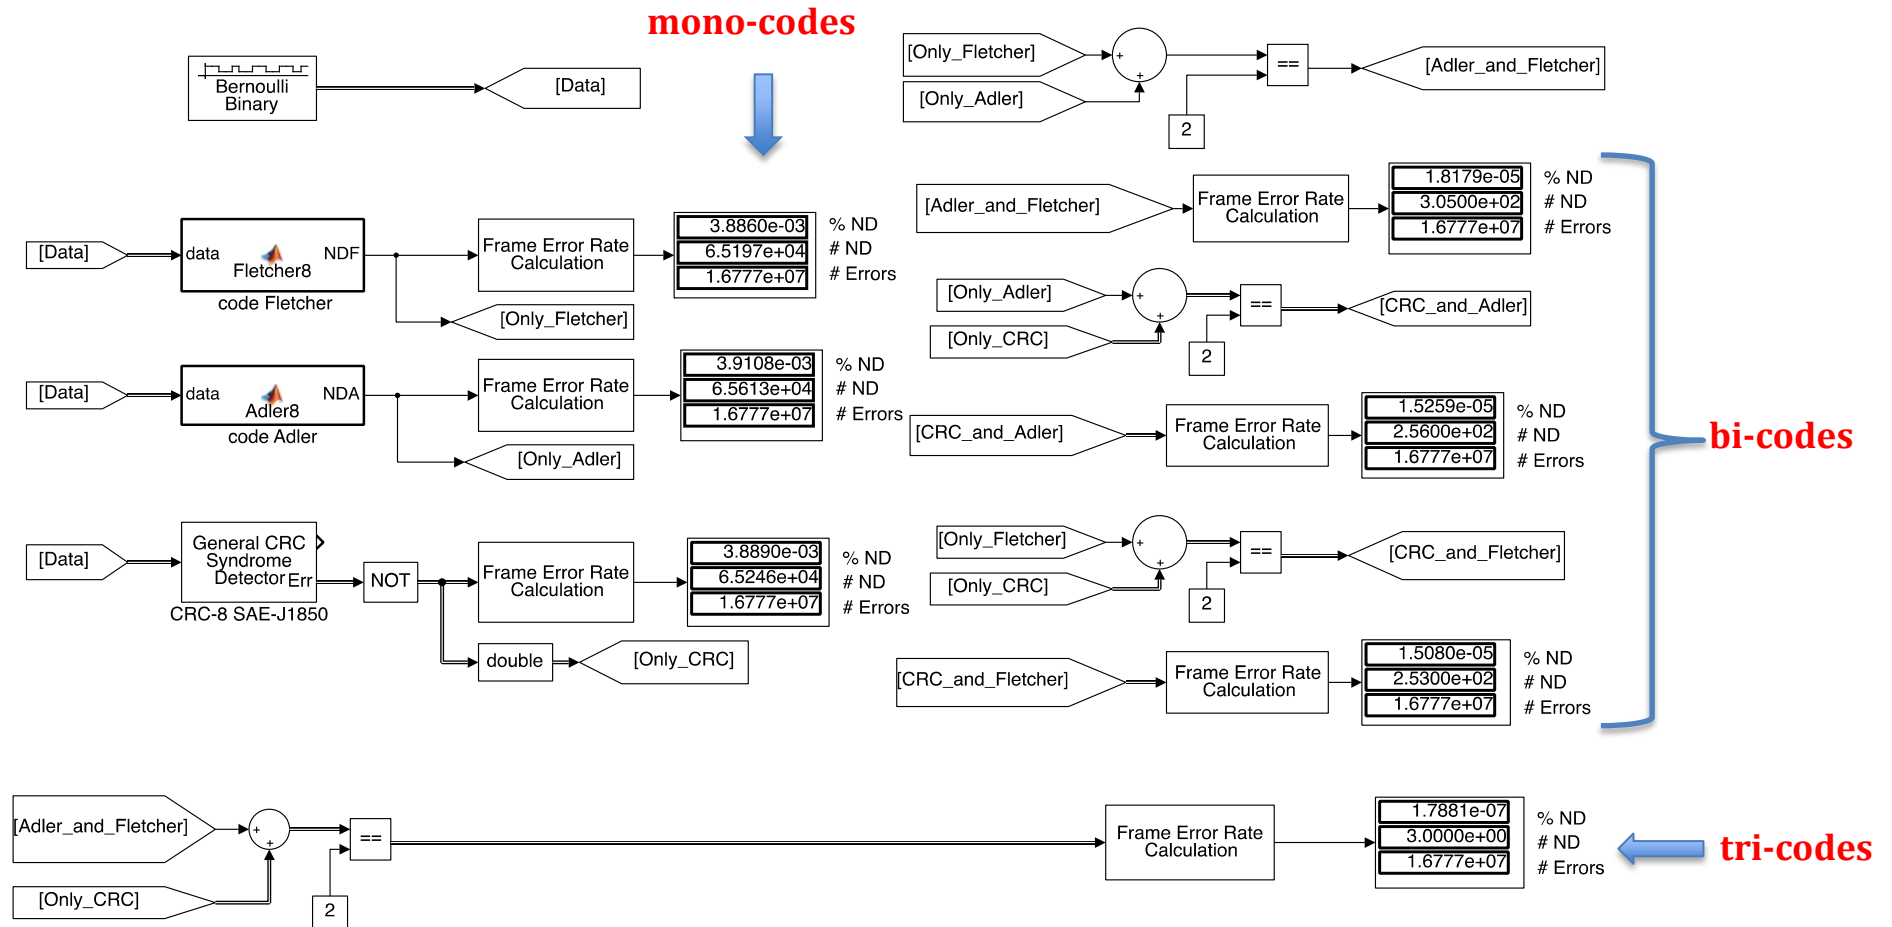 mono-codes
Bernoulli
Binary
[Data]
[Data]
data
Fletcher8
NDF
code Fletcher
Frame Error Rate
Calculation
3.8860e-03
6.5197e+04
1.6777e+07
% ND
# ND
# Errors
[Only_Fletcher]
[Data]
data
Adler8
NDA
code Adler
Frame Error Rate
Calculation
3.9108e-03
6.5613e+04
1.6777e+07
% ND
# ND
# Errors
[Only_Adler]
[Data]
General CRC
Syndrome
Detector
Err
CRC-8 SAE-J1850
NOT
Frame Error Rate
Calculation
3.8890e-03
6.5246e+04
1.6777e+07
% ND
# ND
# Errors
double
[Only_CRC]
[Only_Fletcher]
[Only_Adler]
+
+
==
2
[Adler_and_Fletcher]
[Adler_and_Fletcher]
Frame Error Rate
Calculation
1.8179e-05
3.0500e+02
1.6777e+07
% ND
# ND
# Errors
[Only_Adler]
[Only_CRC]
+
+
==
2
[CRC_and_Adler]
[CRC_and_Adler]
Frame Error Rate
Calculation
1.5259e-05
2.5600e+02
1.6777e+07
% ND
# ND
# Errors
bi-codes
[Only_Fletcher]
[Only_CRC]
+
+
==
2
[CRC_and_Fletcher]
[CRC_and_Fletcher]
Frame Error Rate
Calculation
1.5080e-05
2.5300e+02
1.6777e+07
% ND
# ND
# Errors
[Adler_and_Fletcher]
[Only_CRC]
+
+
==
2
Frame Error Rate
Calculation
1.7881e-07
3.0000e+00
1.6777e+07
% ND
# ND
# Errors
tri-codes